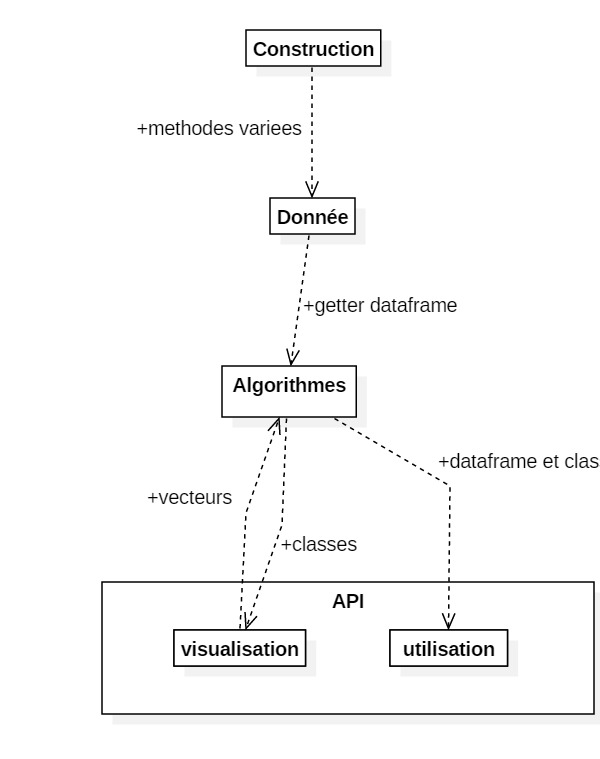 Construction
+methodes variees
Donnée
+getter dataframe
Algorithmes
+dataframe et clas
+vecteurs
+classes
API
visualisation
utilisation